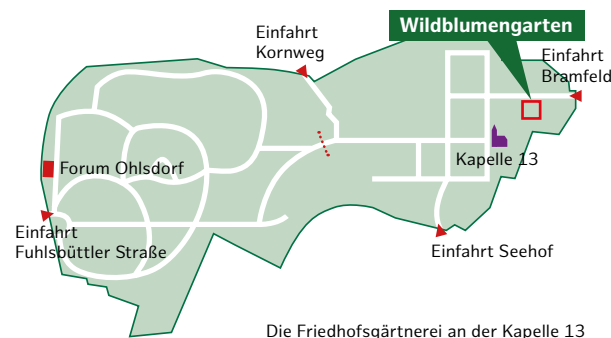 Wildblumengarten
Einfahrt
Kornweg
Einfahrt
Bramfeld
Kapelle 13
Forum Ohlsdorf
Einfahrt
Fuhlsbüttler Straße
Einfahrt Seehof
Die Friedhofsgärtnerei an der Kapelle 13